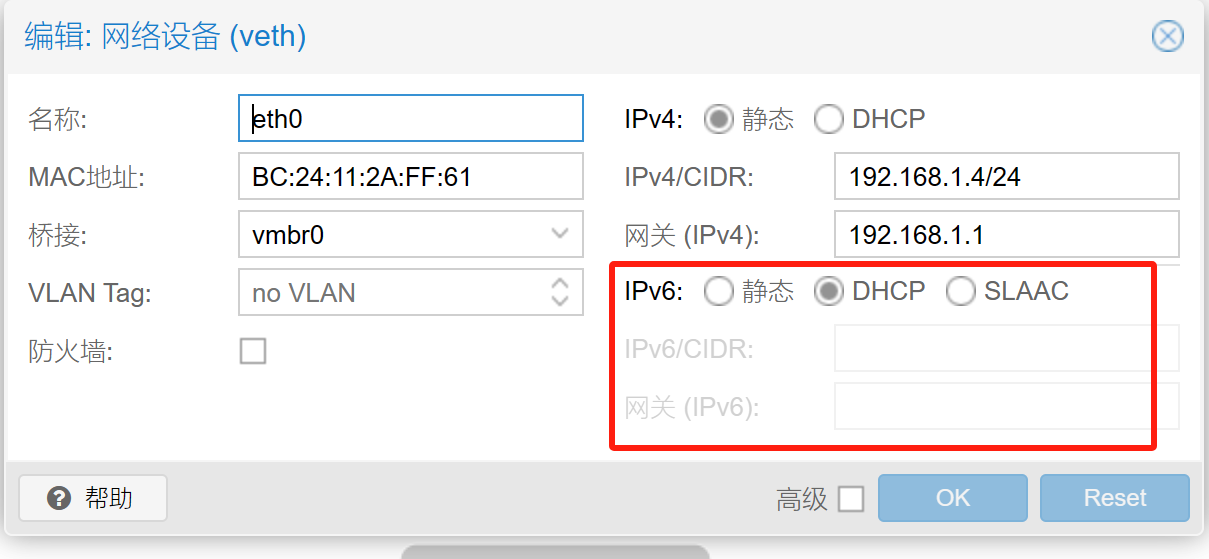 编辑: 网络设备 (veth)
名称: eth0
MAC地址: BC:24:11:2A:FF:61
桥接: vmbr0
VLAN Tag: no VLAN
防火墙:
IPv4: 静态 DHCP
IPv4/CIDR: 192.168.1.4/24
网关 (IPv4): 192.168.1.1
IPv6: 静态 DHCP SLAAC
IPv6/CIDR:
网关 (IPv6):
帮助
高级 OK Reset